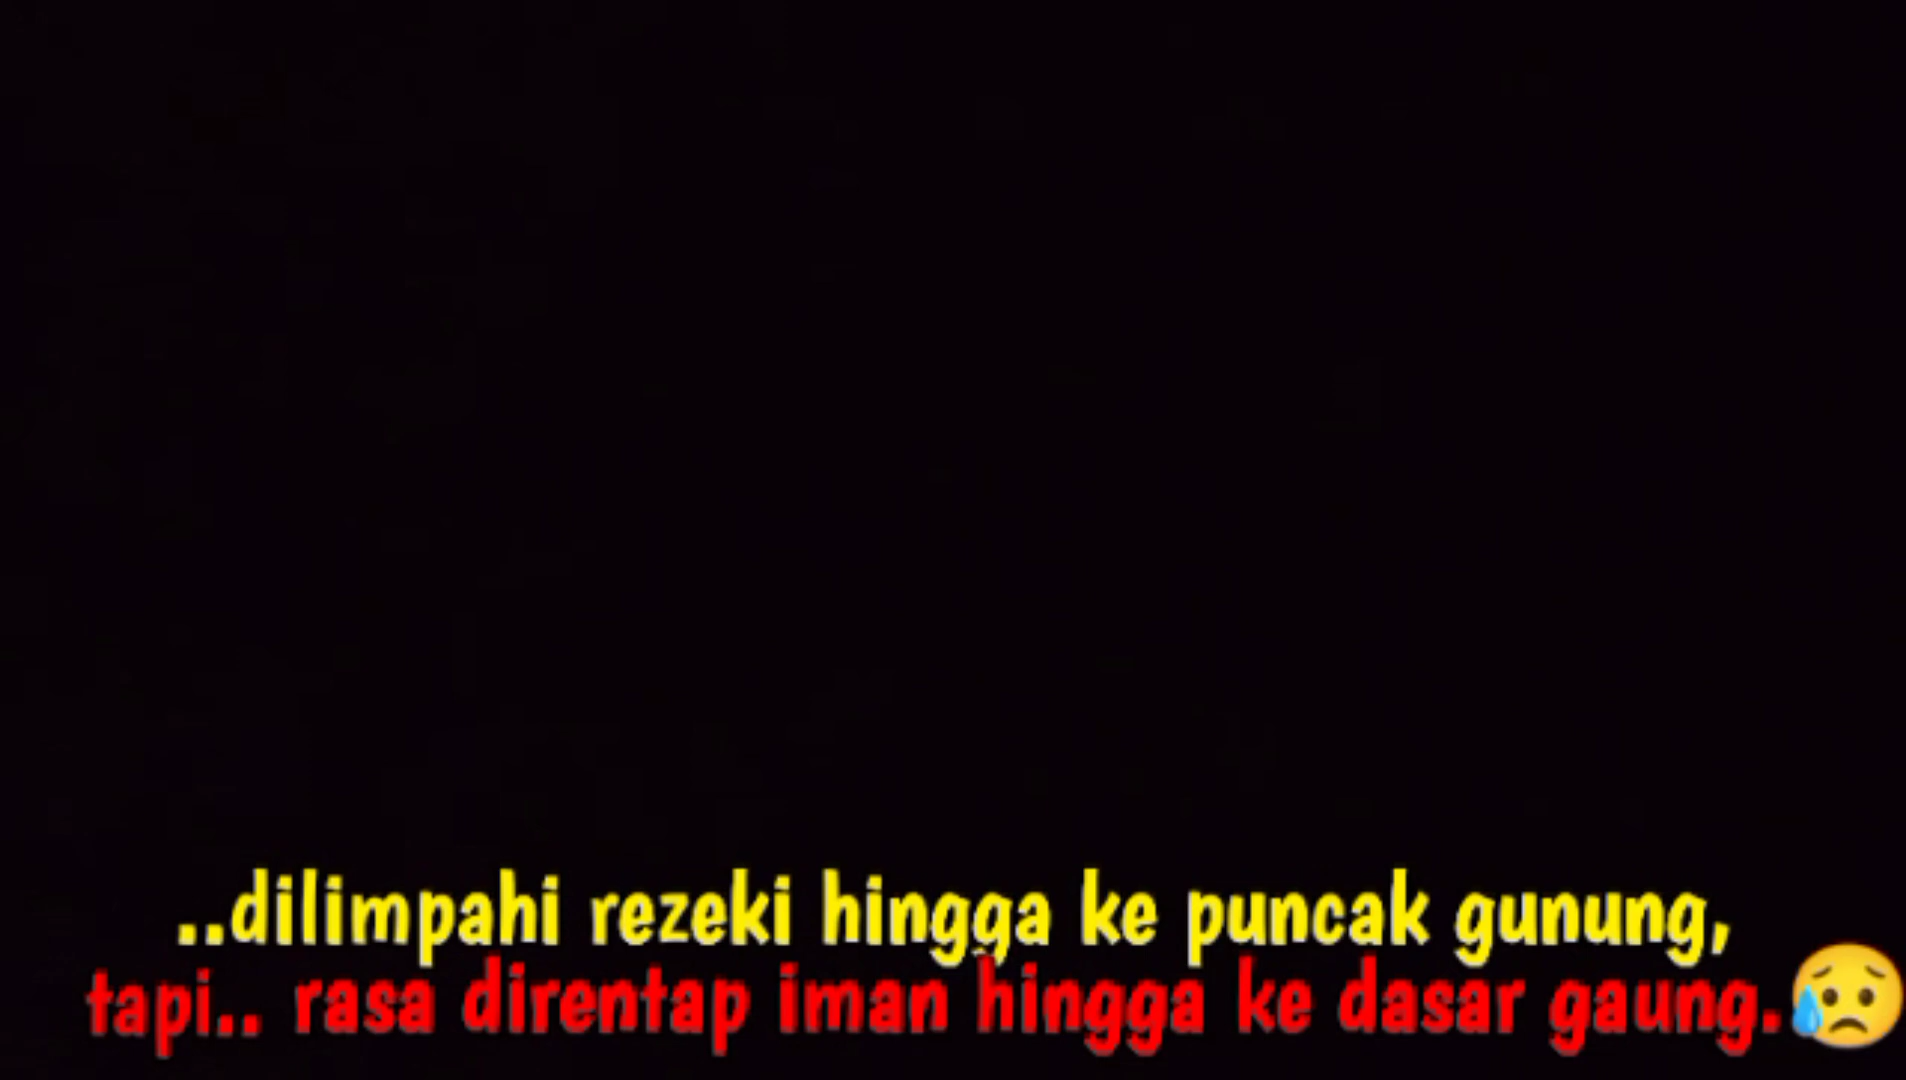 ..dilimpahi rezeki hingga ke puncak gunung,
tapi.. rasa direntap iman hingga ke dasar gaung.😥